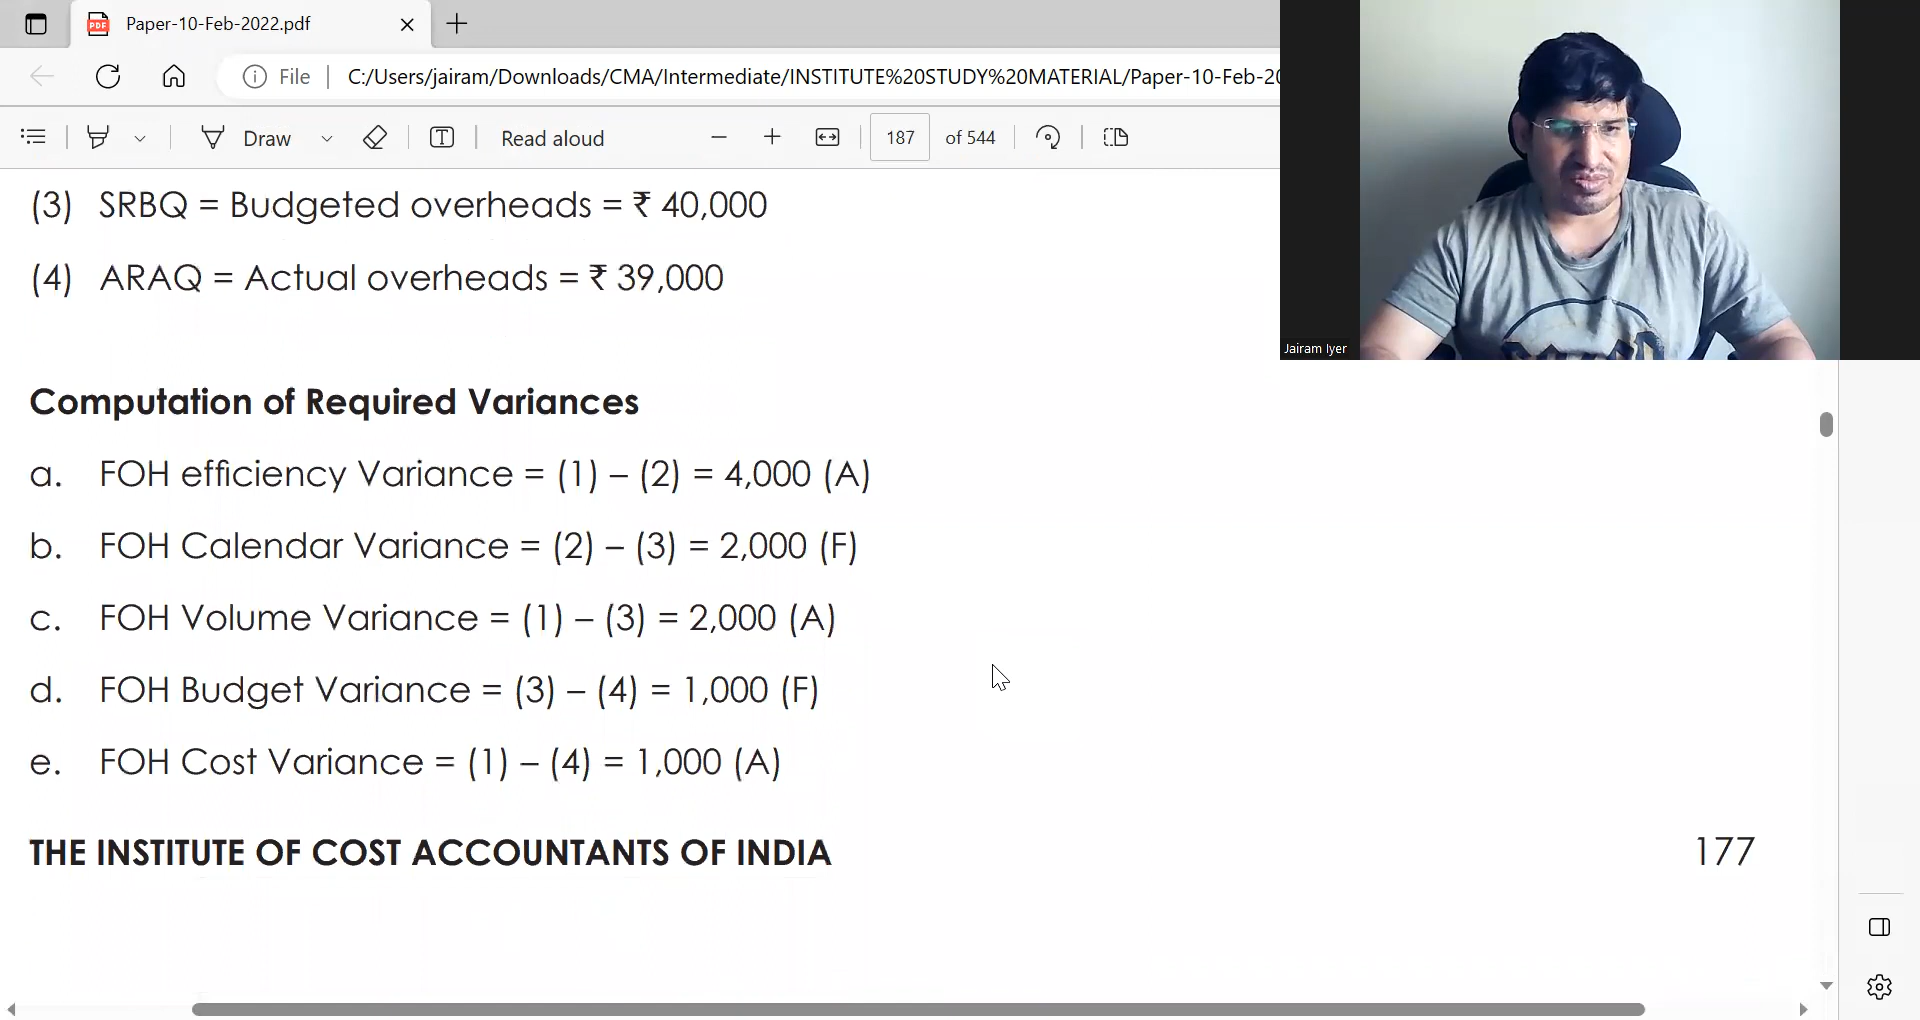 Paper-10-Feb-2022.pdf
File
C:/Users/jairam/Downloads/CMA/Intermediate/INSTITUTE%20STUDY%20MATERIAL/Paper-10-Feb-20
Draw
Read aloud
187 of 544
(3) SRBQ = Budgeted overheads = ₹ 40,000
(4) ARAQ = Actual overheads = ₹ 39,000
Jairam Iyer
Computation of Required Variances
a. FOH efficiency Variance = (1) – (2) = 4,000 (A)
b. FOH Calendar Variance = (2) – (3) = 2,000 (F)
c. FOH Volume Variance = (1) – (3) = 2,000 (A)
d. FOH Budget Variance = (3) – (4) = 1,000 (F)
e. FOH Cost Variance = (1) – (4) = 1,000 (A)
THE INSTITUTE OF COST ACCOUNTANTS OF INDIA 177